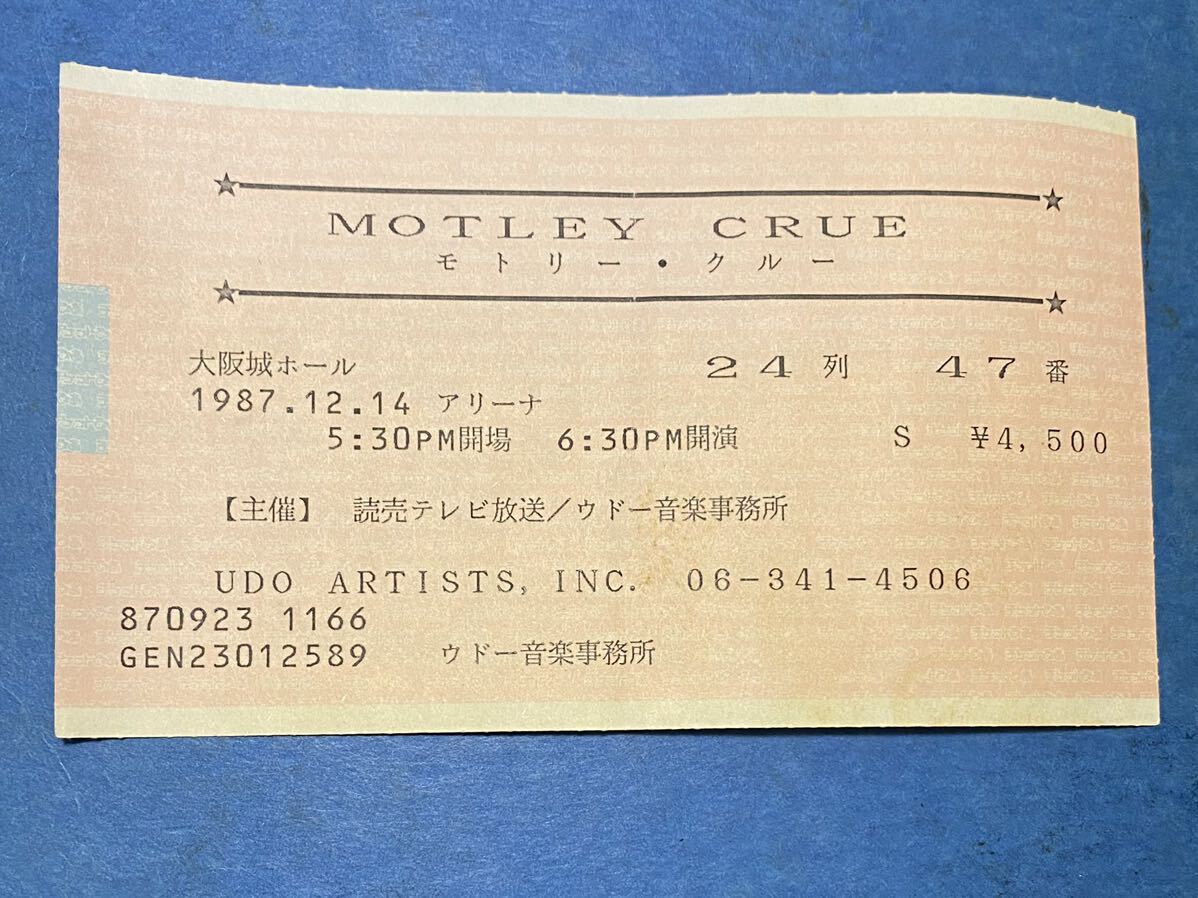 MOTLEY CRUE
モトリー・クルー
大阪城ホール 24列 47番
1987.12.14 アリーナ
5:30PM開場 6:30PM開演 S ¥4,500
【主催】 読売テレビ放送／ウドー音楽事務所
UDO ARTISTS, INC. 06-341-4506
870923 1166
GEN23012589 ウドー音楽事務所